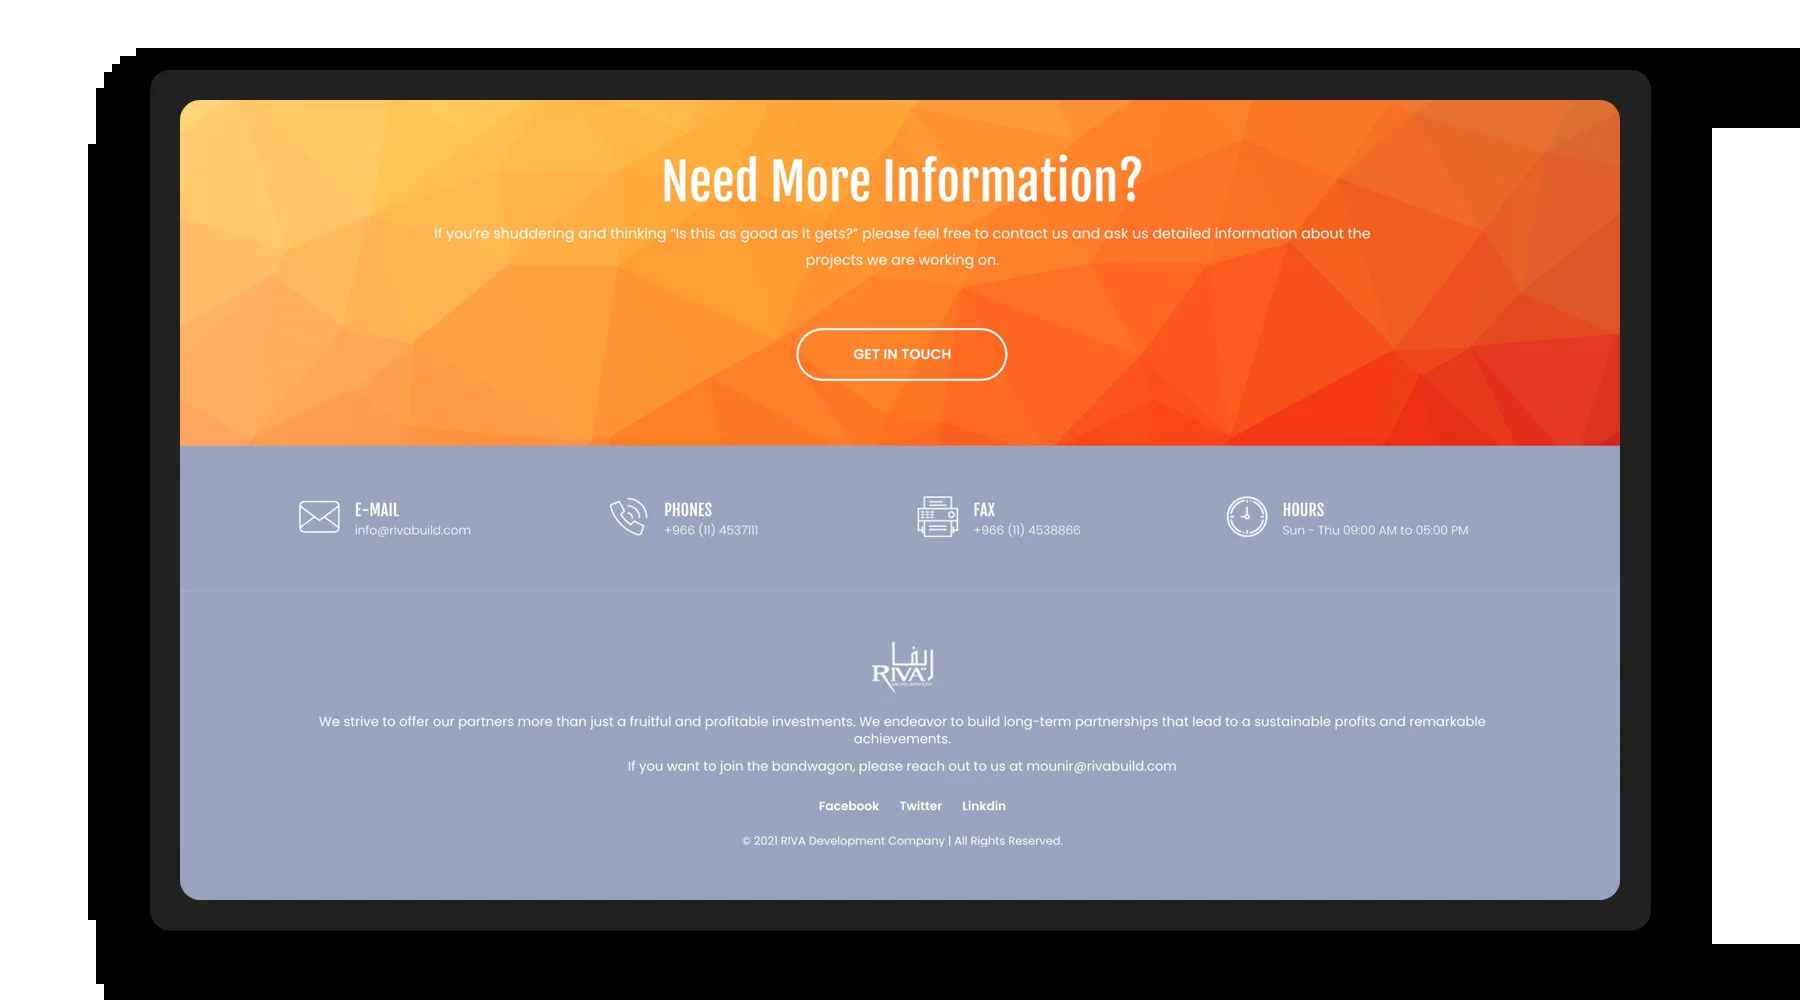 Need More Information?
If you’re shuddering and thinking “Is this as good as it gets?” please feel free to contact us and ask us detailed information about the
projects we are working on.
GET IN TOUCH
E-MAIL
info@rivabuild.com
PHONES
+966 (11) 4537111
FAX
+966 (11) 4538866
HOURS
Sun - Thu 09:00 AM to 05:00 PM
ريفا
RIVA
DEVELOPMENT
We strive to offer our partners more than just a fruitful and profitable investments. We endeavor to build long-term partnerships that lead to a sustainable profits and remarkable
achievements.
If you want to join the bandwagon, please reach out to us at mounir@rivabuild.com
Facebook Twitter Linkdin
© 2021 RIVA Development Company | All Rights Reserved.